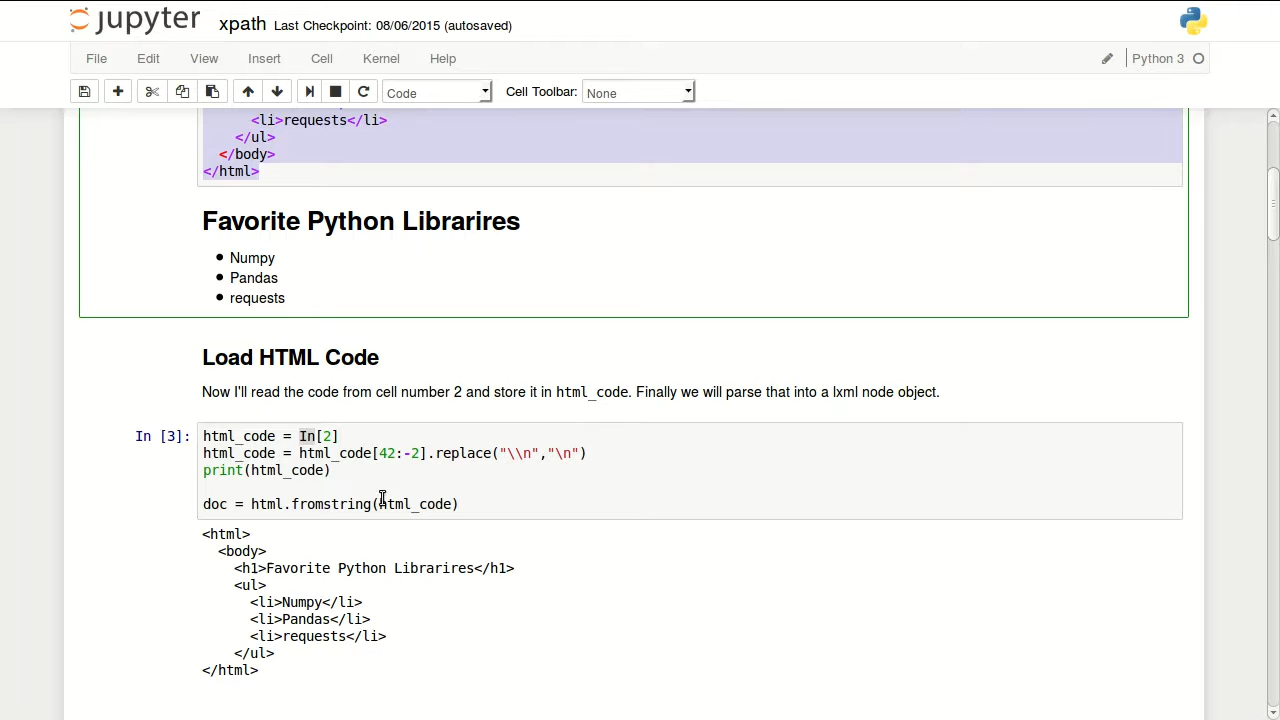 jupyter xpath Last Checkpoint: 08/06/2015 (autosaved)
File Edit View Insert Cell Kernel Help Python 3
Code Cell Toolbar: None
<li>requests</li>
</ul>
</body>
</html>
Favorite Python Librarires
Numpy
Pandas
requests
Load HTML Code
Now I'll read the code from cell number 2 and store it in html_code. Finally we will parse that into a lxml node object.
In [3]: html_code = In[2]
html_code = html_code[42:-2].replace("\\n","\n")
print(html_code)
doc = html.fromstring(html_code)
<html>
<body>
<h1>Favorite Python Librarires</h1>
<ul>
<li>Numpy</li>
<li>Pandas</li>
<li>requests</li>
</ul>
</html>